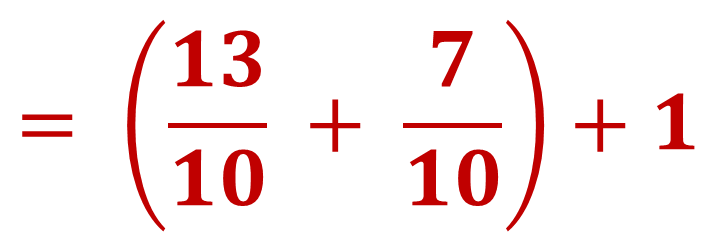 = (13/10 + 7/10) + 1